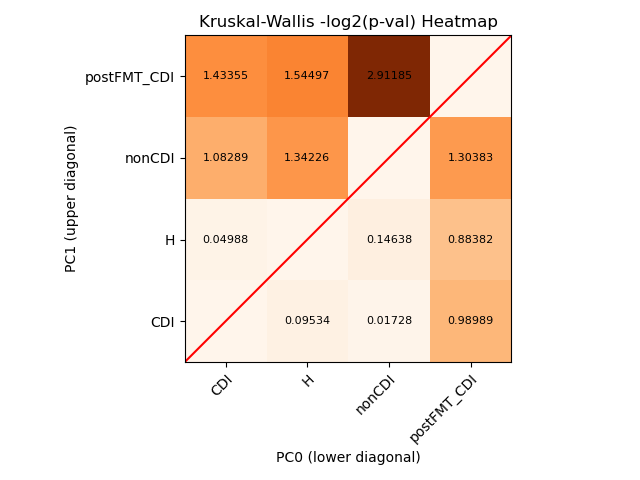 Kruskal-Wallis -log2(p-val) Heatmap
PC1 (upper diagonal)
postFMT_CDI
1.43355 1.54497 2.91185
nonCDI
1.08289 1.34226 1.30383
H
0.04988 0.14638 0.88382
CDI
0.09534 0.01728 0.98989
CDI H nonCDI postFMT_CDI
PC0 (lower diagonal)